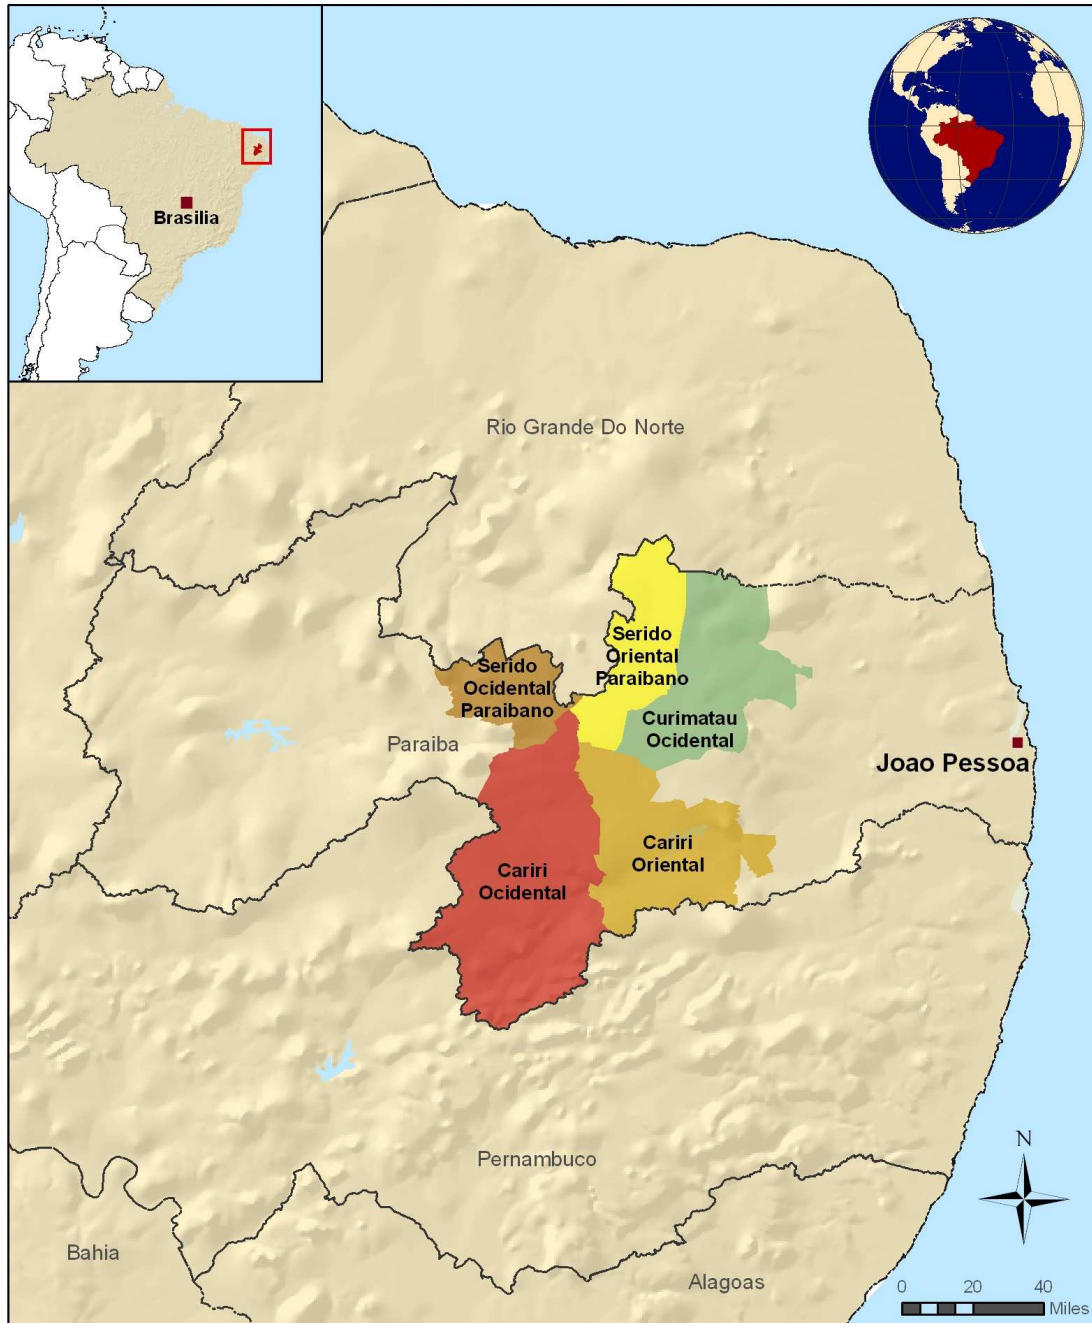 Brasilia
Rio Grande Do Norte
Serido
Oriental
Paraibano
Serido
Ocidental
Paraibano
Curimatau
Ocidental
Paraiba
Joao Pessoa
Cariri
Oriental
Cariri
Ocidental
Pernambuco
N
Bahia
Alagoas
0 20 40
Miles